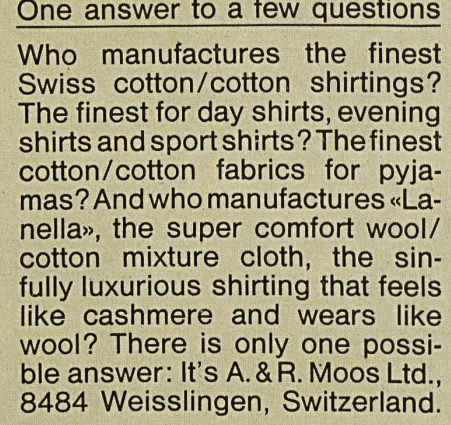 One answer to a few questions
Who manufactures the finest
Swiss cotton/cotton shirtings?
The finest for day shirts, evening
shirts and sport shirts? The finest
cotton/cotton fabrics for pyja-
mas? And who manufactures «La-
nella», the super comfort wool/
cotton mixture cloth, the sin-
fully luxurious shirting that feels
like cashmere and wears like
wool? There is only one possi-
ble answer: It's A. & R. Moos Ltd.,
8484 Weisslingen, Switzerland.